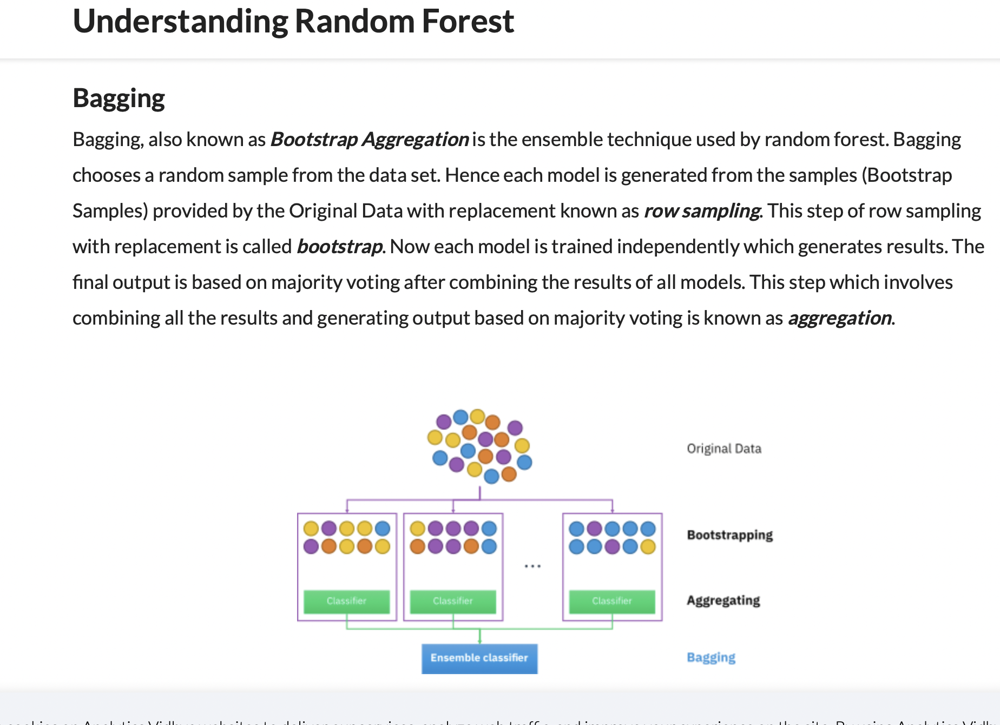 Understanding Random Forest
Bagging
Bagging, also known as Bootstrap Aggregation is the ensemble technique used by random forest. Bagging
chooses a random sample from the data set. Hence each model is generated from the samples (Bootstrap
Samples) provided by the Original Data with replacement known as row sampling. This step of row sampling
with replacement is called bootstrap. Now each model is trained independently which generates results. The
final output is based on majority voting after combining the results of all models. This step which involves
combining all the results and generating output based on majority voting is known as aggregation.
Original Data
Bootstrapping
...
Classifier Classifier Classifier
Aggregating
Ensemble classifier
Bagging